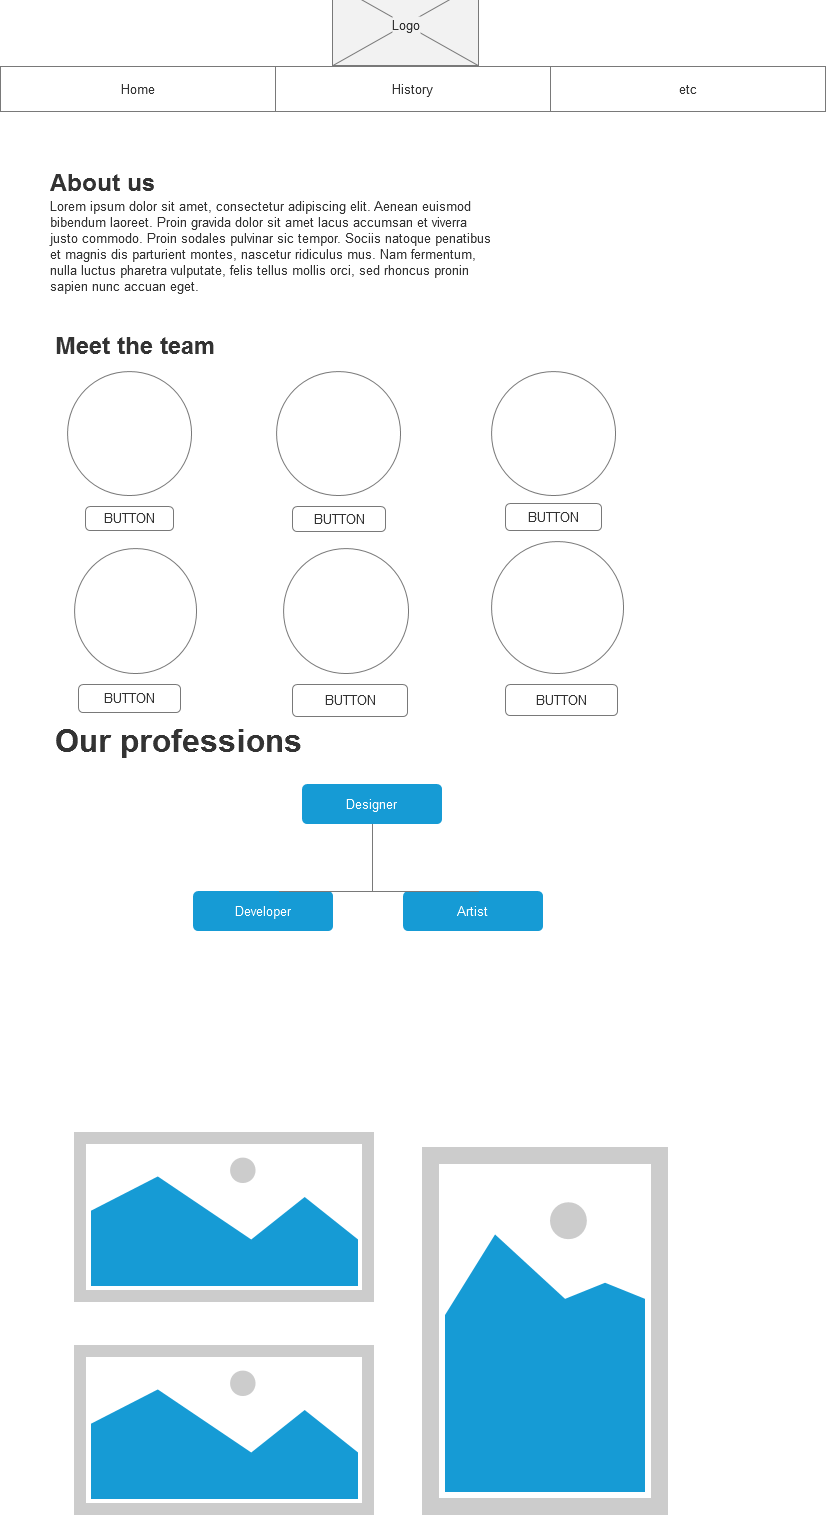 Logo
Home
History
etc
About us
Lorem ipsum dolor sit amet, consectetur adipiscing elit. Aenean euismod
bibendum laoreet. Proin gravida dolor sit amet lacus accumsan et viverra
justo commodo. Proin sodales pulvinar sic tempor. Sociis natoque penatibus
et magnis dis parturient montes, nascetur ridiculus mus. Nam fermentum,
nulla luctus pharetra vulputate, felis tellus mollis orci, sed rhoncus pronin
sapien nunc accuan eget.
Meet the team
BUTTON
BUTTON
BUTTON
BUTTON
BUTTON
BUTTON
Our professions
Designer
Developer
Artist